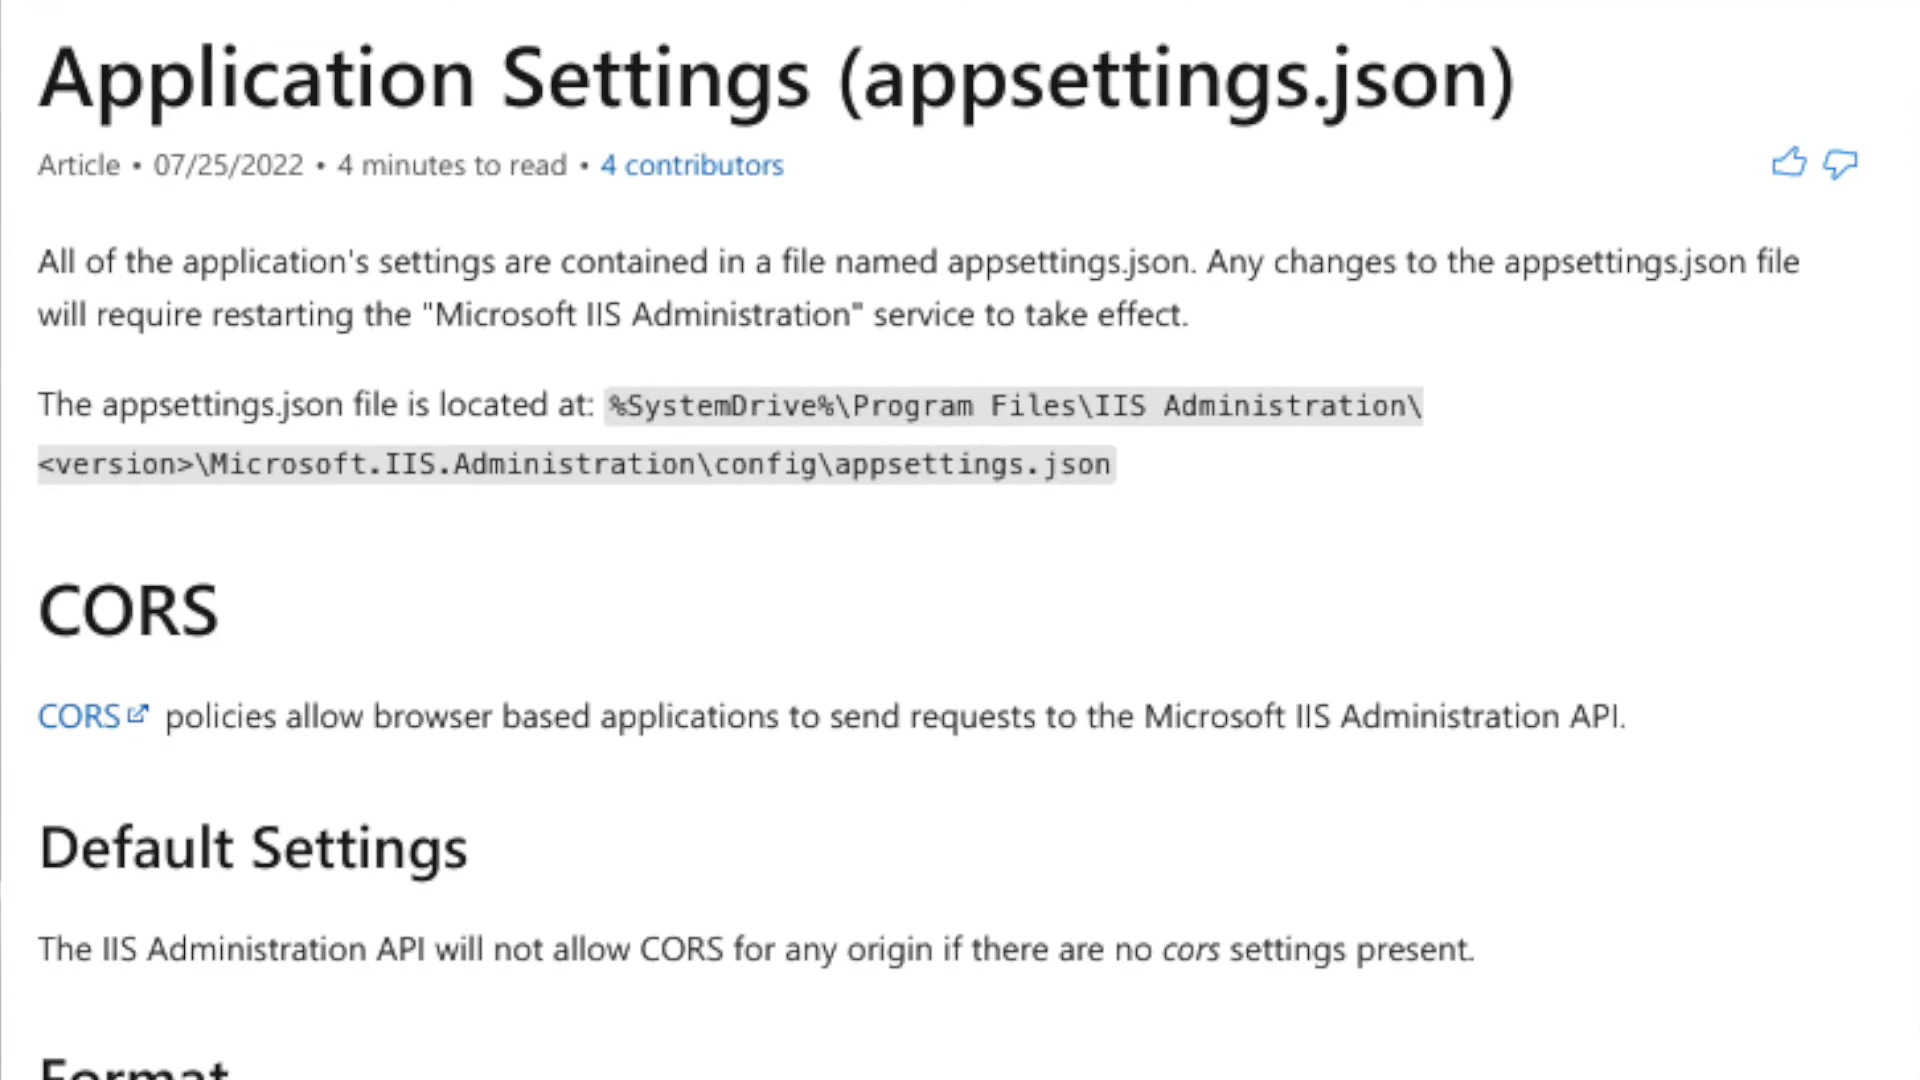 Application Settings (appsettings.json)
Article • 07/25/2022 • 4 minutes to read • 4 contributors
All of the application's settings are contained in a file named appsettings.json. Any changes to the appsettings.json file
will require restarting the "Microsoft IIS Administration" service to take effect.
The appsettings.json file is located at: %SystemDrive%\Program Files\IIS Administration\
<version>\Microsoft.IIS.Administration\config\appsettings.json
CORS
CORS policies allow browser based applications to send requests to the Microsoft IIS Administration API.
Default Settings
The IIS Administration API will not allow CORS for any origin if there are no cors settings present.
Format